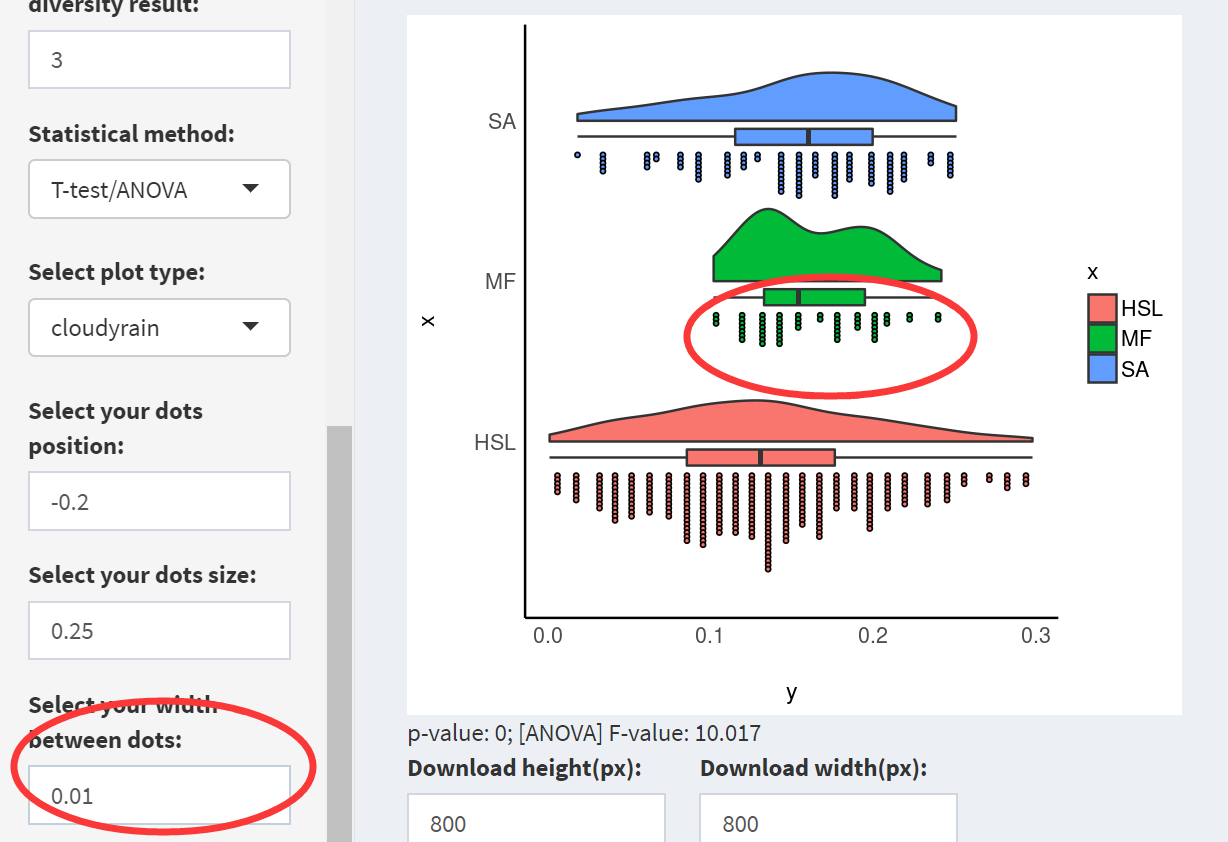 diversity result:
3
Statistical method:
T-test/ANOVA
Select plot type:
cloudyrain
Select your dots
position:
-0.2
Select your dots size:
0.25
Select your width
between dots:
0.01
SA
MF
HSL
x
0.0 0.1 0.2 0.3
y
x
HSL
MF
SA
p-value: 0; [ANOVA] F-value: 10.017
Download height(px): Download width(px):
800 800